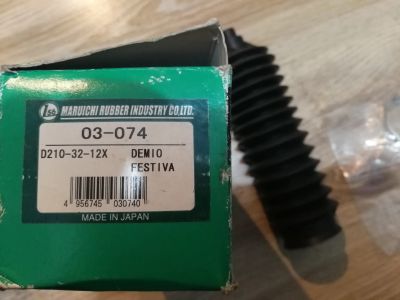 MARUICHI RUBBER INDUSTRY CO,LTD.
03-074
D210-32-12X DEMIO
FESTIVA
4 956745 030740
MADE IN JAPAN